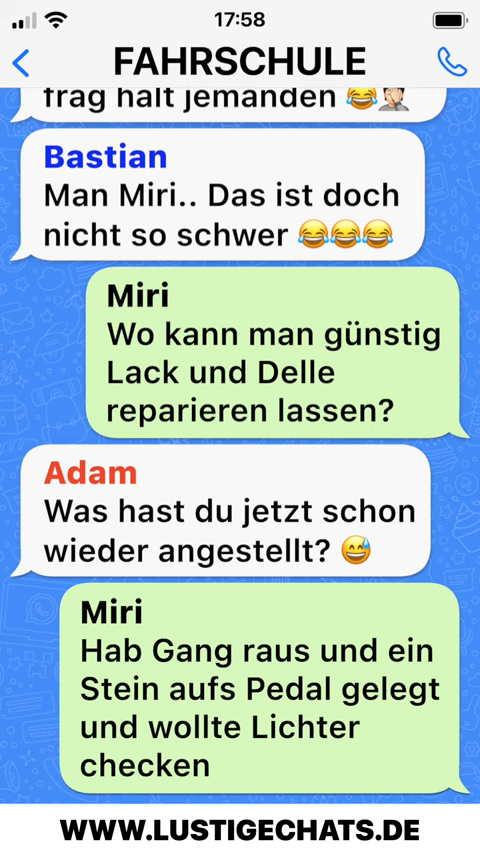 17:58
FAHRSCHULE
frag halt jemanden 😂🤦
Bastian
Man Miri.. Das ist doch
nicht so schwer 😂😂😂
Miri
Wo kann man günstig
Lack und Delle
reparieren lassen?
Adam
Was hast du jetzt schon
wieder angestellt? 😅
Miri
Hab Gang raus und ein
Stein aufs Pedal gelegt
und wollte Lichter
checken
WWW.LUSTIGECHATS.DE